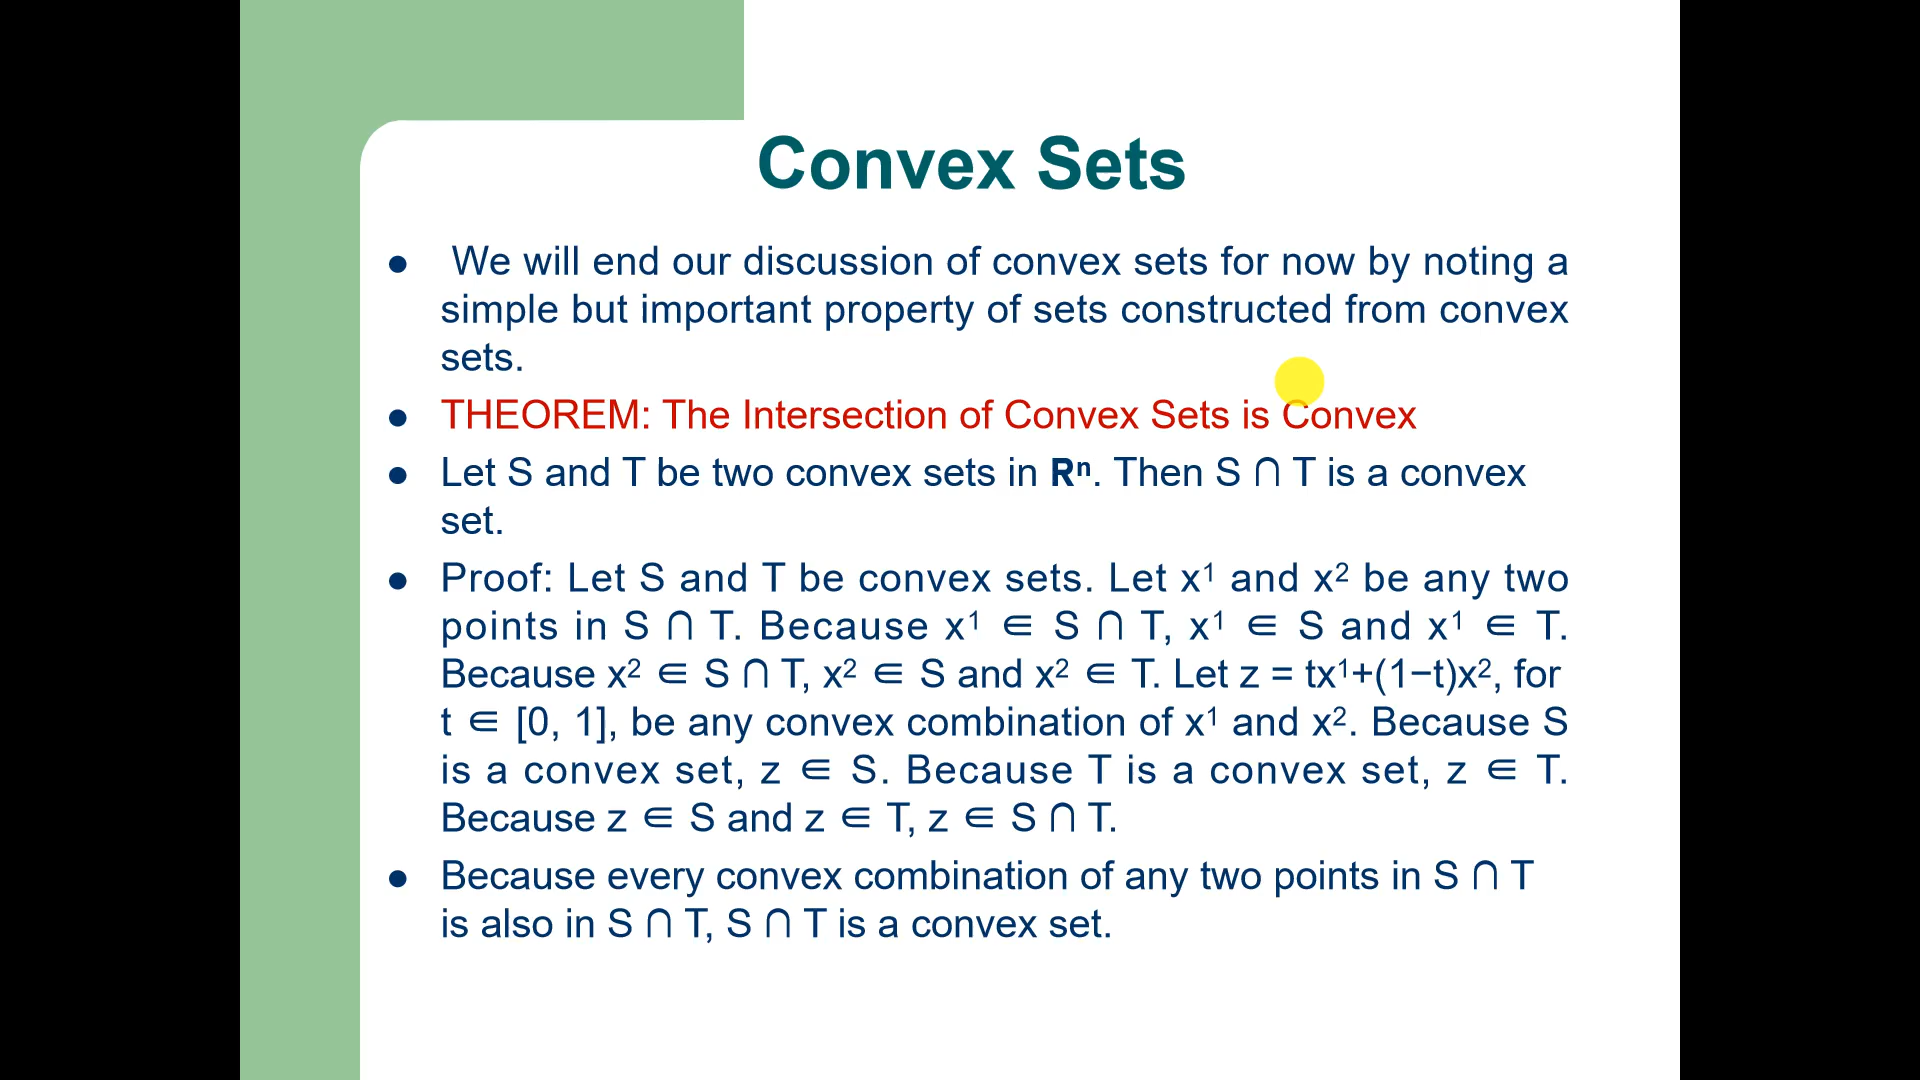 Convex Sets
● We will end our discussion of convex sets for now by noting a
simple but important property of sets constructed from convex
sets.
● THEOREM: The Intersection of Convex Sets is Convex
● Let S and T be two convex sets in Rⁿ. Then S ∩ T is a convex
set.
● Proof: Let S and T be convex sets. Let x¹ and x² be any two
points in S ∩ T. Because x¹ ∈ S ∩ T, x¹ ∈ S and x¹ ∈ T.
Because x² ∈ S ∩ T, x² ∈ S and x² ∈ T. Let z = tx¹+(1−t)x², for
t ∈ [0, 1], be any convex combination of x¹ and x². Because S
is a convex set, z ∈ S. Because T is a convex set, z ∈ T.
Because z ∈ S and z ∈ T, z ∈ S ∩ T.
● Because every convex combination of any two points in S ∩ T
is also in S ∩ T, S ∩ T is a convex set.